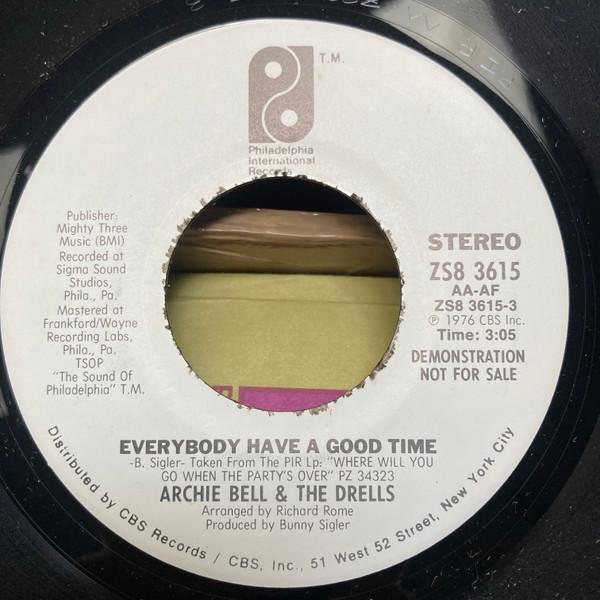 T.M.
Philadelphia
International
Records
Publisher:
Mighty Three
Music (BMI)
Recorded at
Sigma Sound
Studios,
Phila., Pa.
Mastered at
Frankford/Wayne
Recording Labs,
Phila., Pa.
TSOP
"The Sound Of
Philadelphia" T.M.
STEREO
ZS8 3615
AA-AF
ZS8 3615-3
℗ 1976 CBS Inc.
Time: 3:05
DEMONSTRATION
NOT FOR SALE
EVERYBODY HAVE A GOOD TIME
-B. Sigler- Taken From The PIR Lp: "WHERE WILL YOU
GO WHEN THE PARTY'S OVER" PZ 34323
ARCHIE BELL & THE DRELLS
Arranged by Richard Rome
Produced by Bunny Sigler
Distributed by CBS Records / CBS, Inc., 51 West 52 Street, New York City